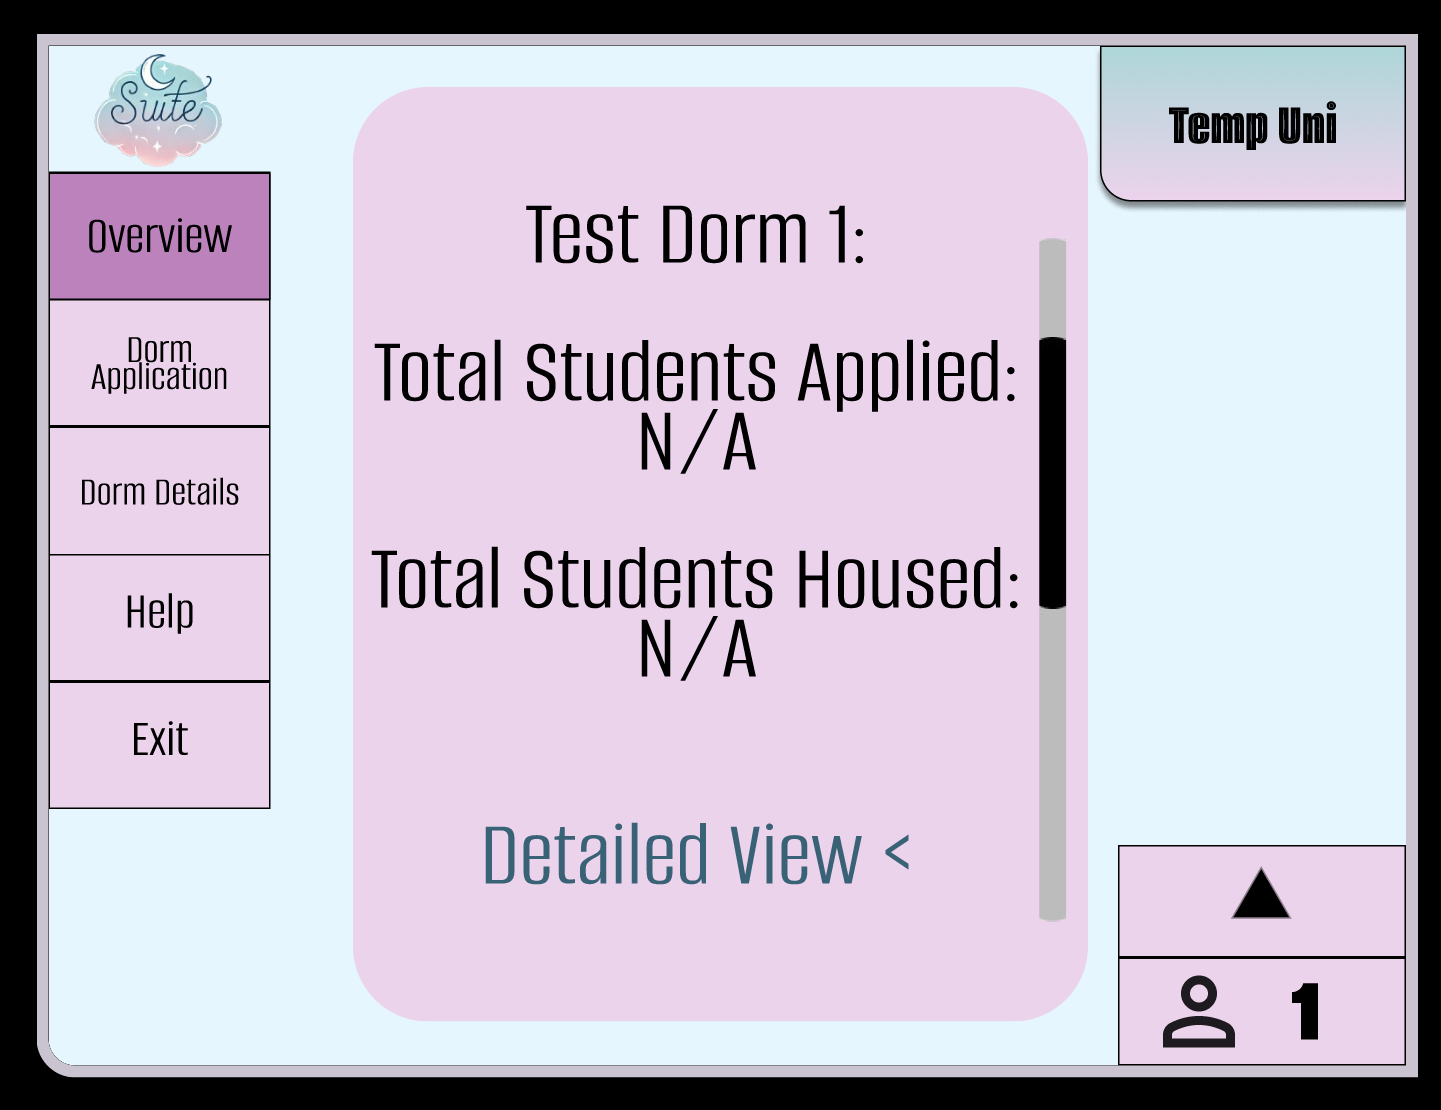 Suite
Temp Uni
Overview
Dorm
Application
Dorm Details
Help
Exit
Test Dorm 1:
Total Students Applied:
N/A
Total Students Housed:
N/A
Detailed View <
1